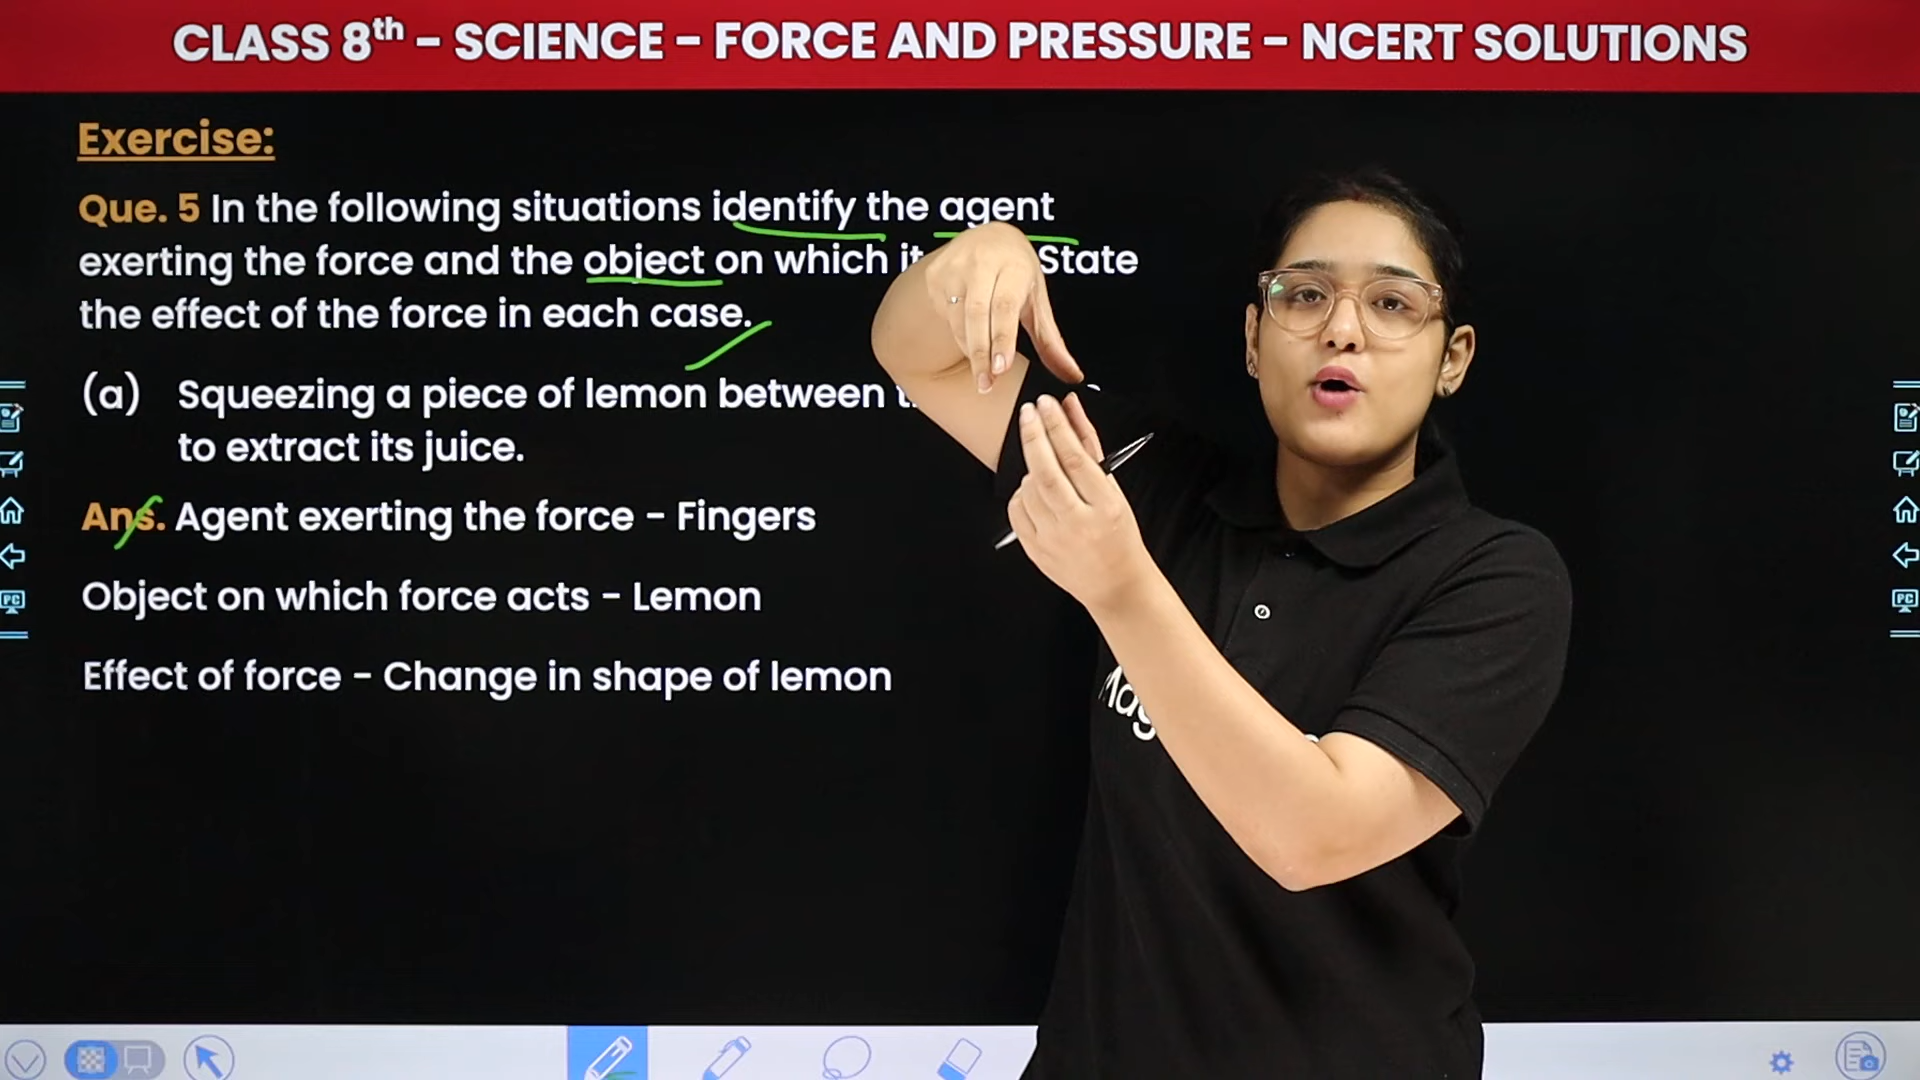 CLASS 8th – SCIENCE – FORCE AND PRESSURE – NCERT SOLUTIONS
Exercise:
Que. 5 In the following situations identify the agent
exerting the force and the object on which it State
the effect of the force in each case.
(a) Squeezing a piece of lemon between
to extract its juice.
Ans. Agent exerting the force – Fingers
Object on which force acts – Lemon
Effect of force – Change in shape of lemon
PC
PC